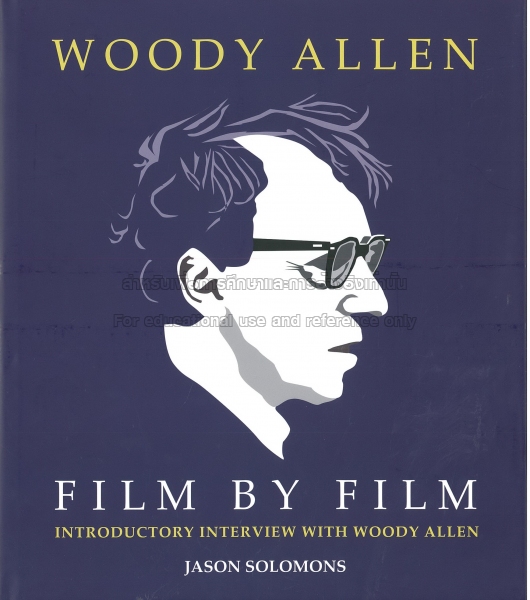 WOODY ALLEN
For educational use and reference only
FILM BY FILM
INTRODUCTORY INTERVIEW WITH WOODY ALLEN
JASON SOLOMONS